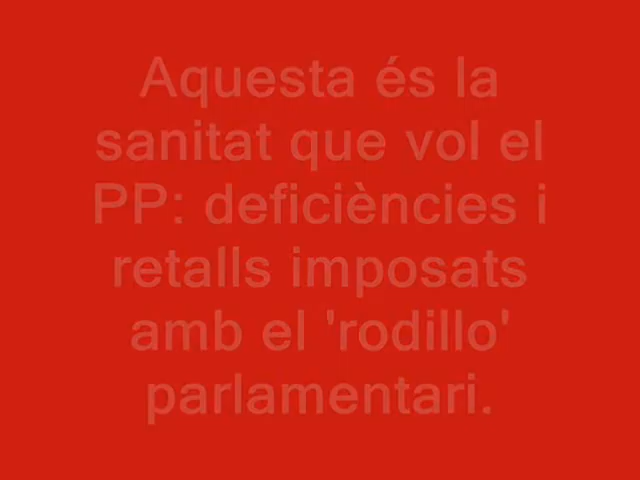 Aquesta és la
sanitat que vol el
PP: deficiències i
retalls imposats
amb el 'rodillo'
parlamentari.